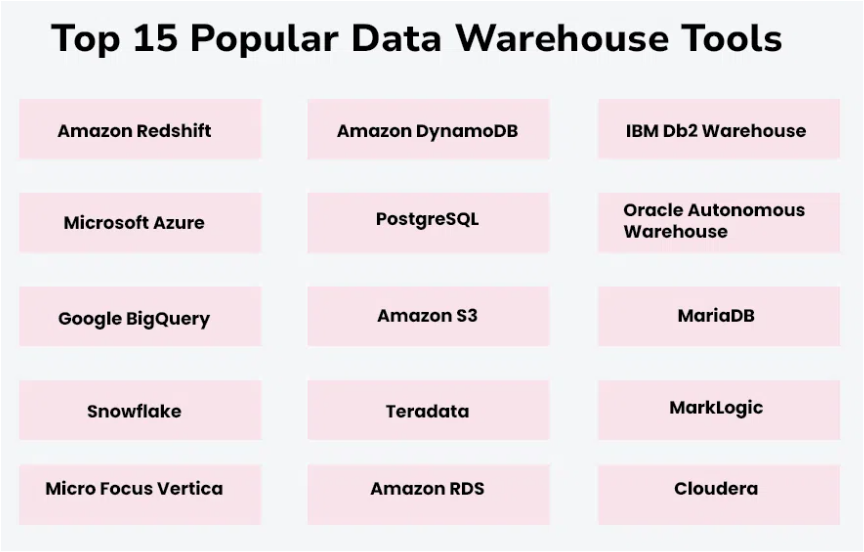 Top 15 Popular Data Warehouse Tools
Amazon Redshift
Amazon DynamoDB
IBM Db2 Warehouse
Microsoft Azure
PostgreSQL
Oracle Autonomous
Warehouse
Google BigQuery
Amazon S3
MariaDB
Snowflake
Teradata
MarkLogic
Micro Focus Vertica
Amazon RDS
Cloudera